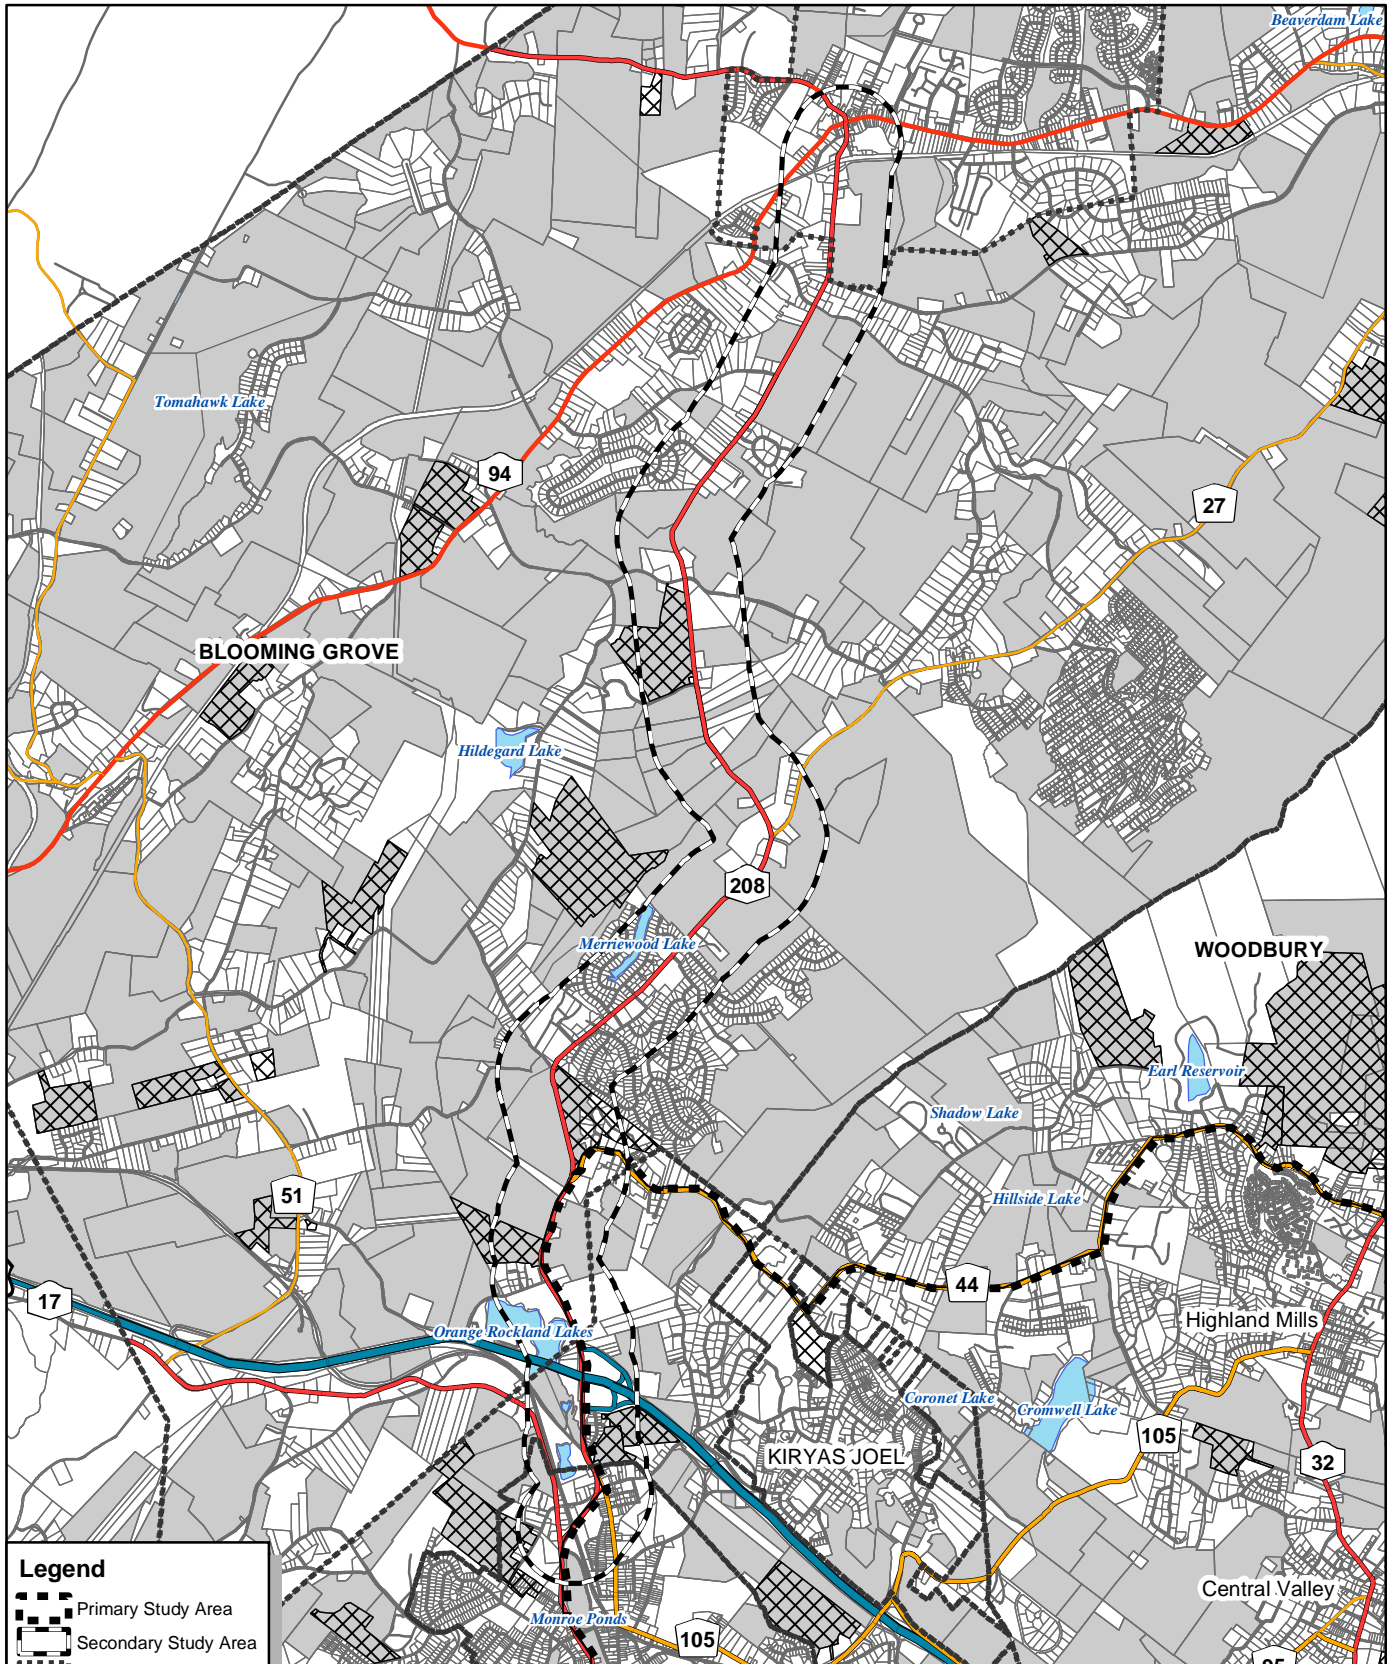 Beaverdam Lake
Tomahawk Lake
94
27
BLOOMING GROVE
Hildegard Lake
208
Merriewood Lake
WOODBURY
Earl Reservoir
Shadow Lake
51
Hillside Lake
17
44
Orange Rockland Lakes
Highland Mills
Coronet Lake
Cromwell Lake
105
KIRYAS JOEL
32
Legend
Primary Study Area
Secondary Study Area
Central Valley
Monroe Ponds
105